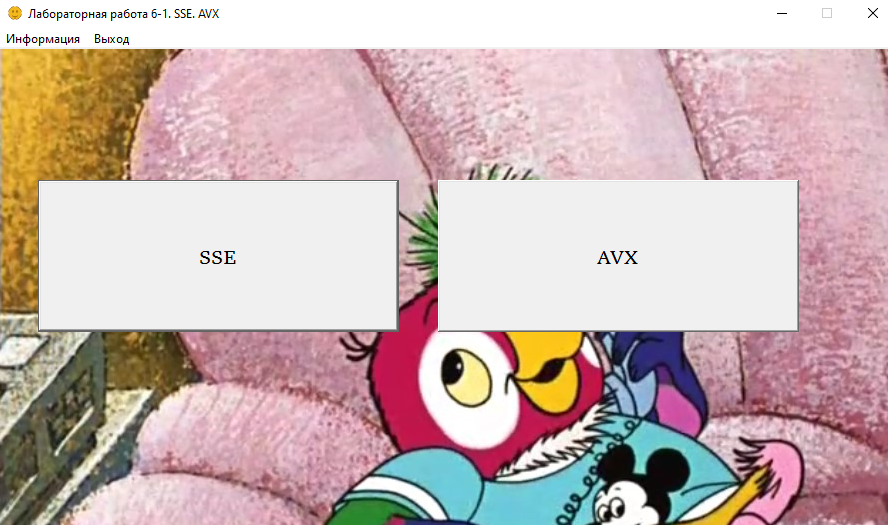 Лабораторная работа 6-1. SSE. AVX
Информация Выход
SSE AVX